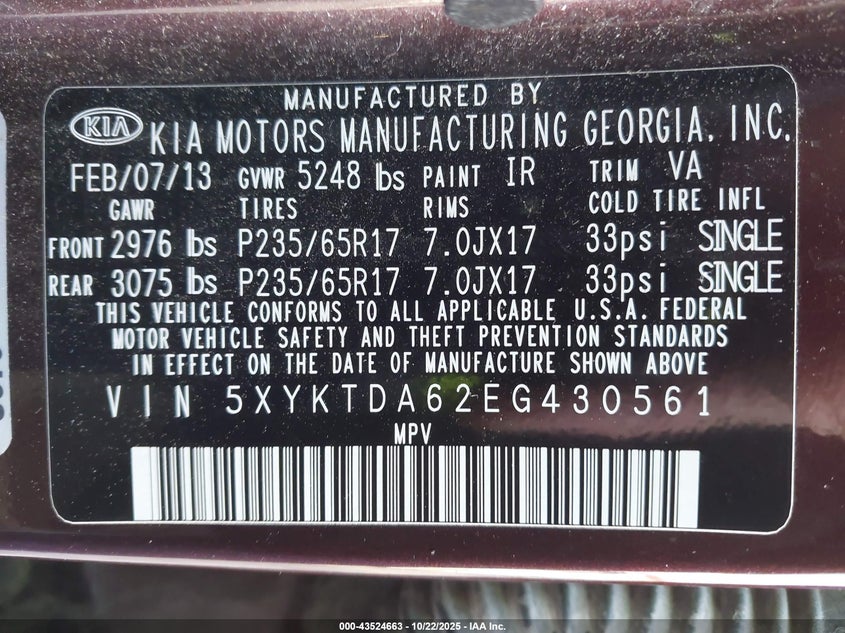 MANUFACTURED BY
KIA KIA MOTORS MANUFACTURING GEORGIA, INC.
FEB/07/13 GVWR 5248 lbs PAINT IR TRIM VA
GAWR TIRES RIMS COLD TIRE INFL
FRONT 2976 lbs P235/65R17 7.0JX17 33psi SINGLE
REAR 3075 lbs P235/65R17 7.0JX17 33psi SINGLE
THIS VEHICLE CONFORMS TO ALL APPLICABLE U.S.A. FEDERAL
MOTOR VEHICLE SAFETY AND THEFT PREVENTION STANDARDS
IN EFFECT ON THE DATE OF MANUFACTURE SHOWN ABOVE
VIN 5XYKTDA62EG430561
MPV
000-43524663 - 10/22/2025 - IAA Inc.